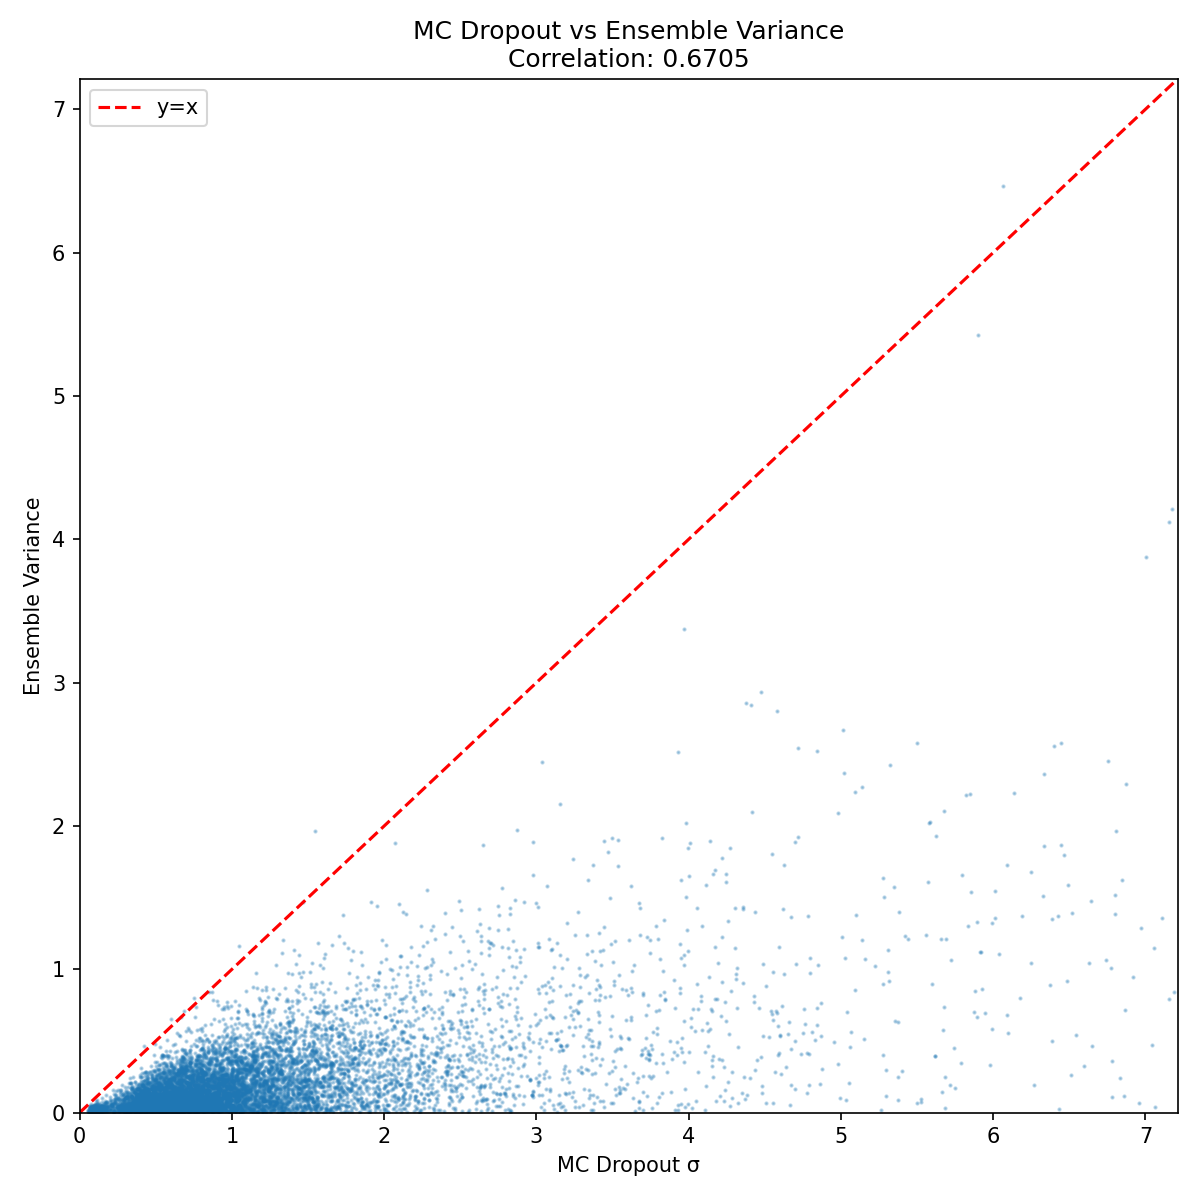 MC Dropout vs Ensemble Variance
Correlation: 0.6705
y=x
7
6
5
4
3
2
1
0
Ensemble Variance
0 1 2 3 4 5 6 7
MC Dropout σ